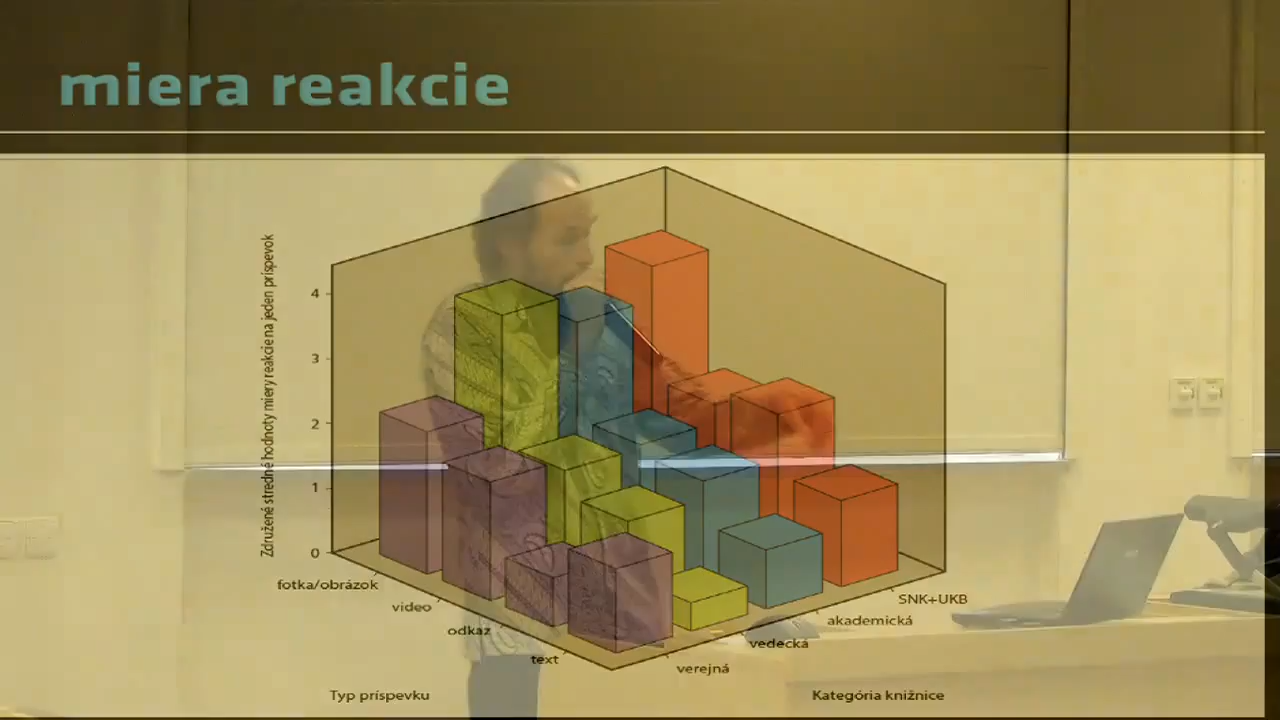 miera reakcie
Združené stredné hodnoty miery reakcie na jeden príspevok
4
3
2
1
0
fotka/obrázok
video
odkaz
text
SNK+UKB
akademická
vedecká
verejná
Typ príspevku
Kategória knižnice